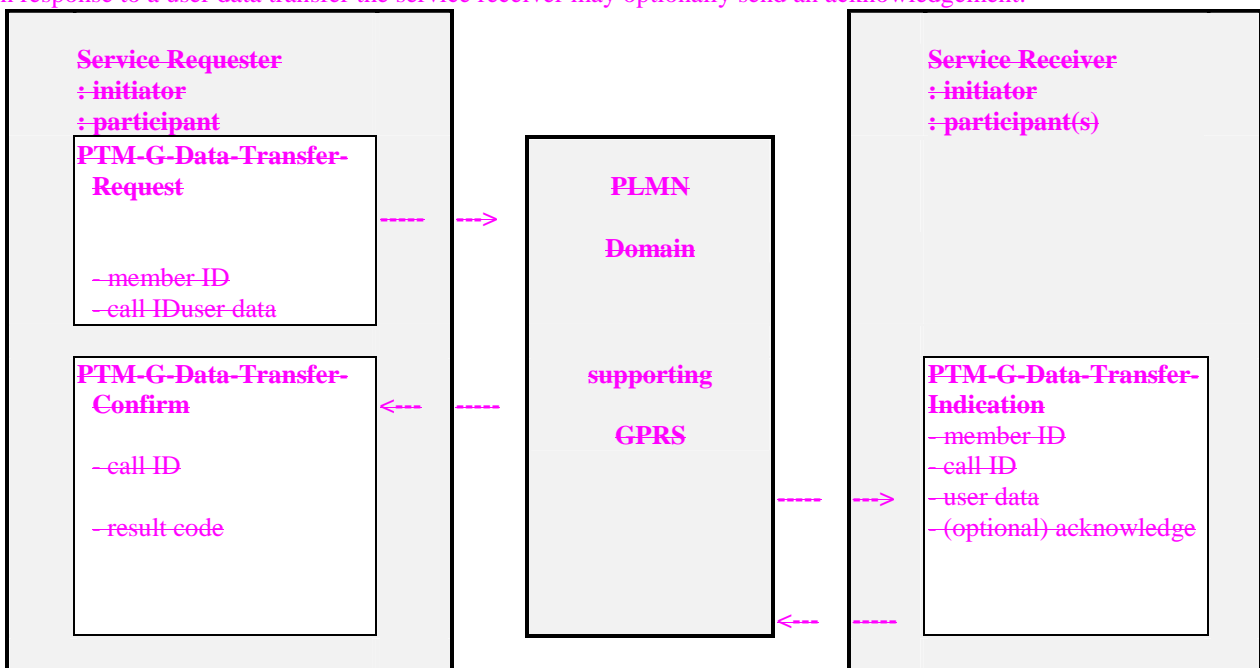 n response to a user data transfer the service receiver may optionally send an acknowledgement.
Service Requester
: initiator
: participant
PTM-G-Data-Transfer-
Request
- member ID
- call IDuser data
PTM-G-Data-Transfer-
Confirm
- call ID
- result code
PLMN
Domain
supporting
GPRS
Service Receiver
: initiator
: participant(s)
PTM-G-Data-Transfer-
Indication
- member ID
- call ID
- user data
- (optional) acknowledge